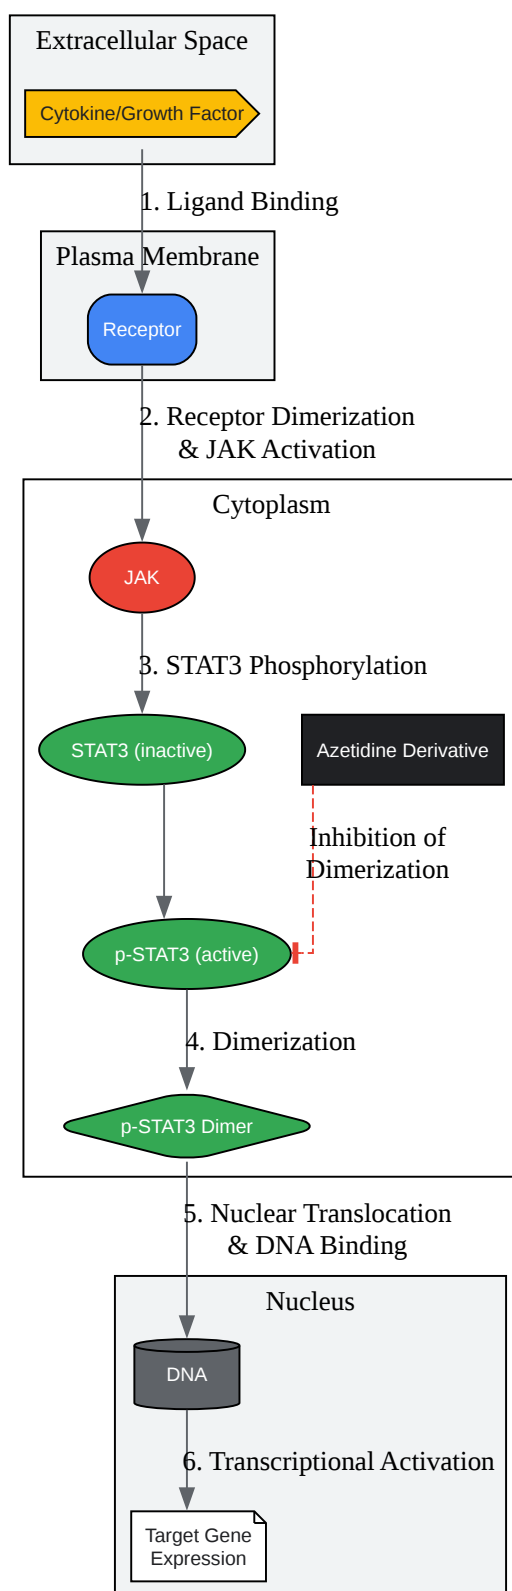 Extracellular Space
Cytokine/Growth Factor
1. Ligand Binding
Plasma Membrane
Receptor
2. Receptor Dimerization
& JAK Activation
Cytoplasm
JAK
3. STAT3 Phosphorylation
STAT3 (inactive)
Azetidine Derivative
Inhibition of
Dimerization
p-STAT3 (active)
4. Dimerization
p-STAT3 Dimer
5. Nuclear Translocation
& DNA Binding
Nucleus
DNA
6. Transcriptional Activation
Target Gene
Expression